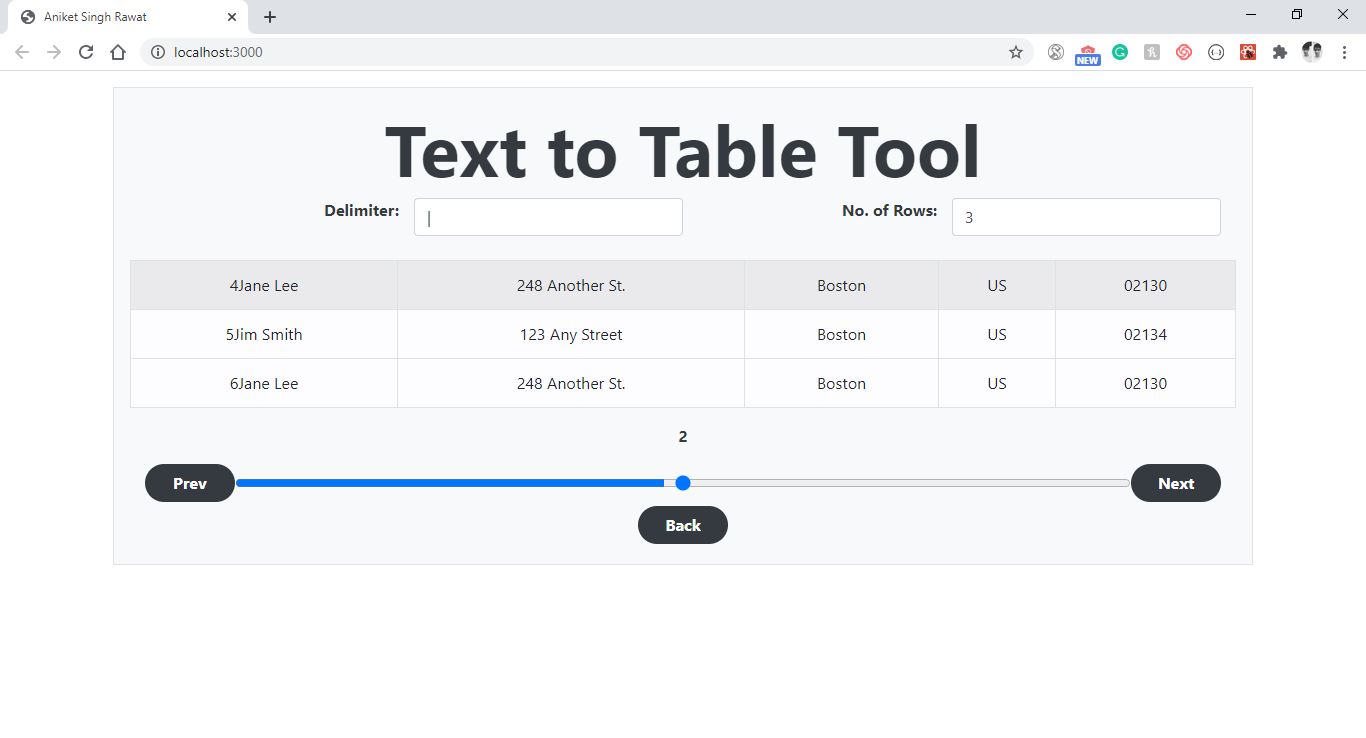 Aniket Singh Rawat
localhost:3000
NEW
Text to Table Tool
Delimiter: | No. of Rows: 3
4Jane Lee 248 Another St. Boston US 02130
5Jim Smith 123 Any Street Boston US 02134
6Jane Lee 248 Another St. Boston US 02130
2
Prev Next
Back